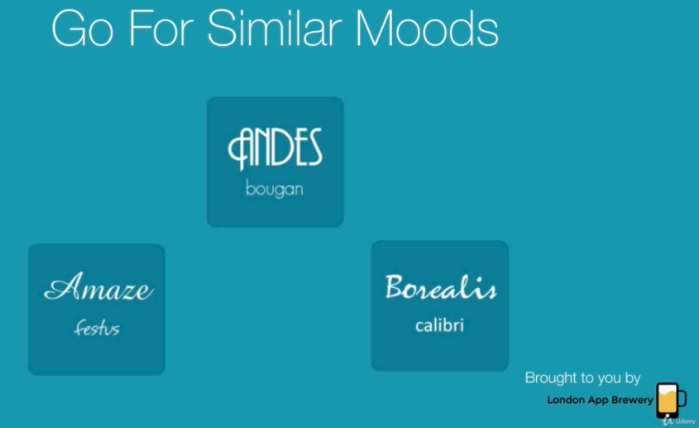 Go For Similar Moods
ANDES
bougan
Amaze
festus
Borealis
calibri
Brought to you by
London App Brewery
Udemy